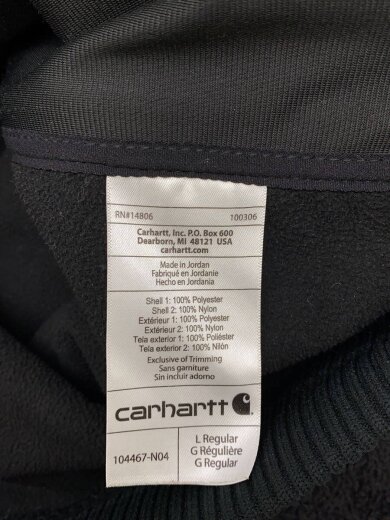 RN#14806 100306
Carhartt, Inc. P.O. Box 600
Dearborn, MI 48121 USA
carhartt.com
Made in Jordan
Fabriqué en Jordanie
Hecho en Jordania
Shell 1: 100% Polyester
Shell 2: 100% Nylon
Extérieur 1: 100% Polyester
Extérieur 2: 100% Nylon
Tela exterior 1: 100% Poliéster
Tela exterior 2: 100% Nilón
Exclusive of Trimming
Sans garniture
Sin incluir adorno
carhartt
104467-N04
L Regular
G Régulière
G Regular